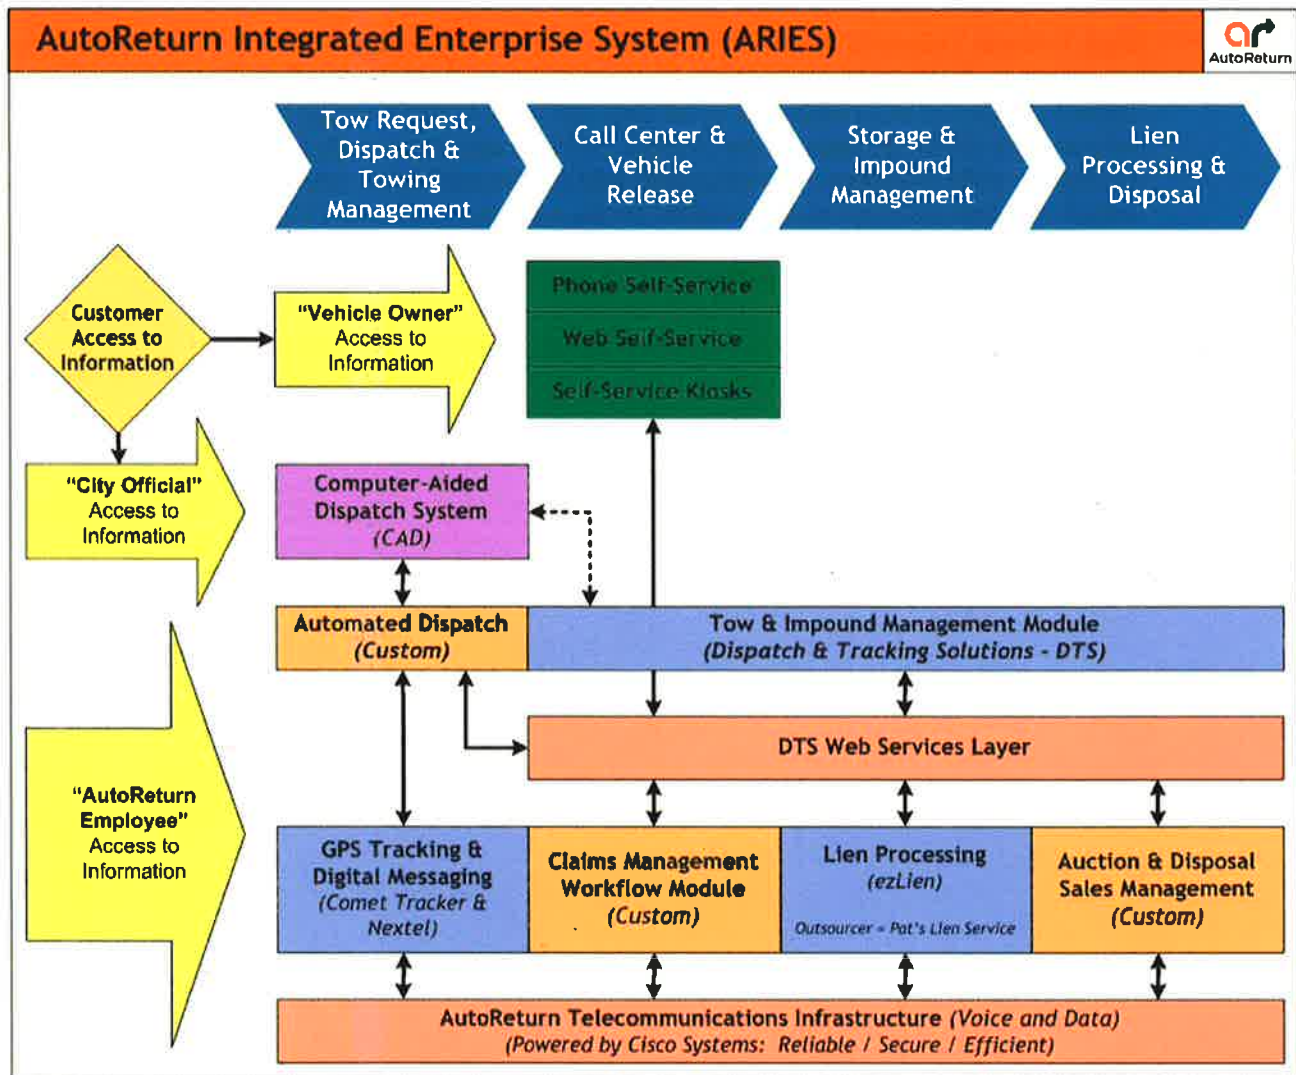 AutoReturn Integrated Enterprise System (ARIES)
ar
AutoReturn
Tow Request,
Dispatch &
Towing
Management
Call Center &
Vehicle
Release
Storage &
Impound
Management
Lien
Processing &
Disposal
Customer
Access to
Information
"Vehicle Owner"
Access to
Information
Phone Self-Service
Web Self-Service
Self-Service Kiosks
"City Official"
Access to
Information
Computer-Aided
Dispatch System
(CAD)
Automated Dispatch
(Custom)
Tow & Impound Management Module
(Dispatch & Tracking Solutions - DTS)
DTS Web Services Layer
"AutoReturn
Employee"
Access to
Information
GPS Tracking &
Digital Messaging
(Comet Tracker &
Nextel)
Claims Management
Workflow Module
(Custom)
Lien Processing
(ezLien)
Outsourcer = Pat's Lien Service
Auction & Disposal
Sales Management
(Custom)
AutoReturn Telecommunications Infrastructure (Voice and Data)
(Powered by Cisco Systems: Reliable / Secure / Efficient)